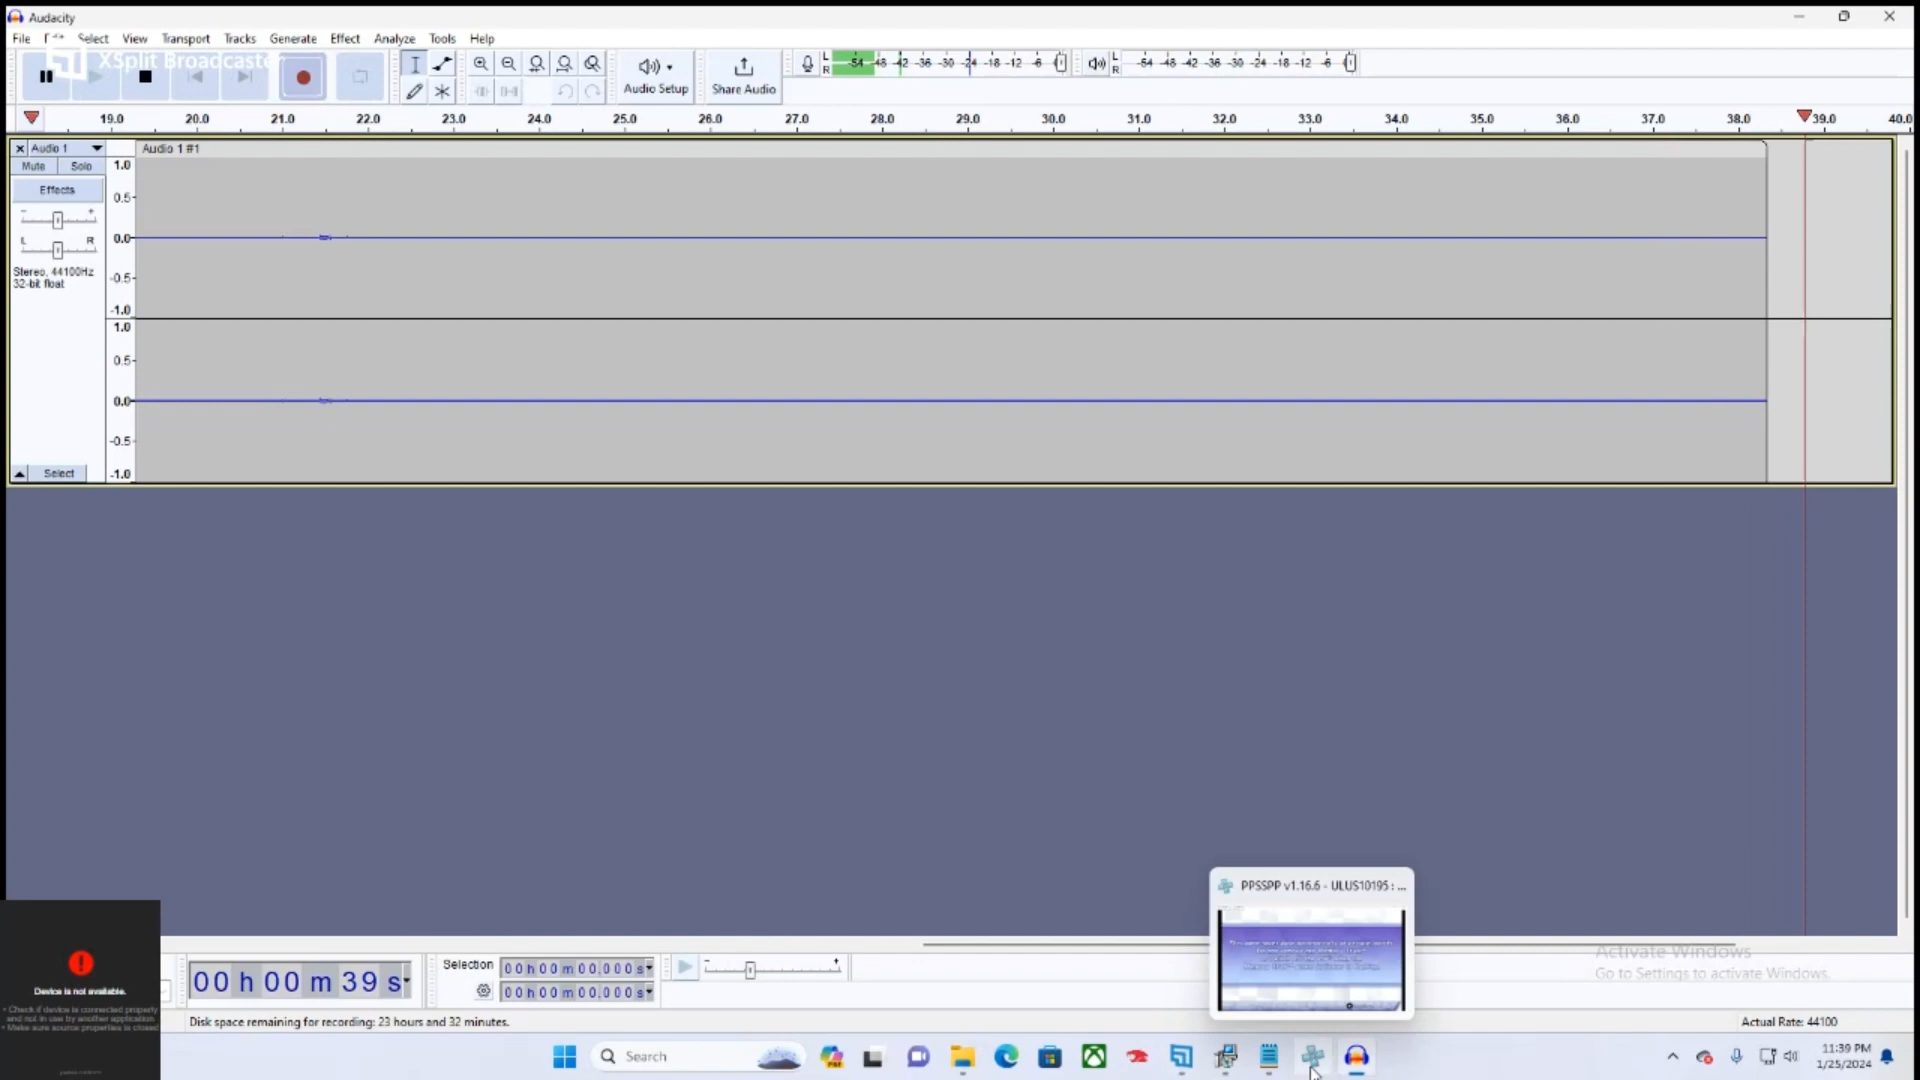 Audacity
File Select View Transport Tracks Generate Effect Analyze Tools Help
XSplit Broadcaster
Audio Setup
Share Audio
L
R
-54 -48 -42 -36 -30 -24 -18 -12 -6
L
R
-54 -48 -42 -36 -30 -24 -18 -12 -6
19.0 20.0 21.0 22.0 23.0 24.0 25.0 26.0 27.0 28.0 29.0 30.0 31.0 32.0 33.0 34.0 35.0 36.0 37.0 38.0 39.0 40.0
Audio 1
Audio 1 #1
Mute Solo
Effects
- +
L R
Stereo, 44100Hz
32-bit float
Select
1.0
0.5
0.0
-0.5
-1.0
1.0
0.5
0.0
-0.5
-1.0
PPSSPP v1.16.6 - ULUS10195 : ...
Activate Windows
Go to Settings to activate Windows.
Device is not available.
• Check if device is connected properly
and not in use by another application
• Make sure source properties is closed
00 h 00 m 39 s
Selection
00h00m00.000s
00h00m00.000s
- +
Disk space remaining for recording: 23 hours and 32 minutes.
Actual Rate: 44100
Search
11:39 PM
1/25/2024